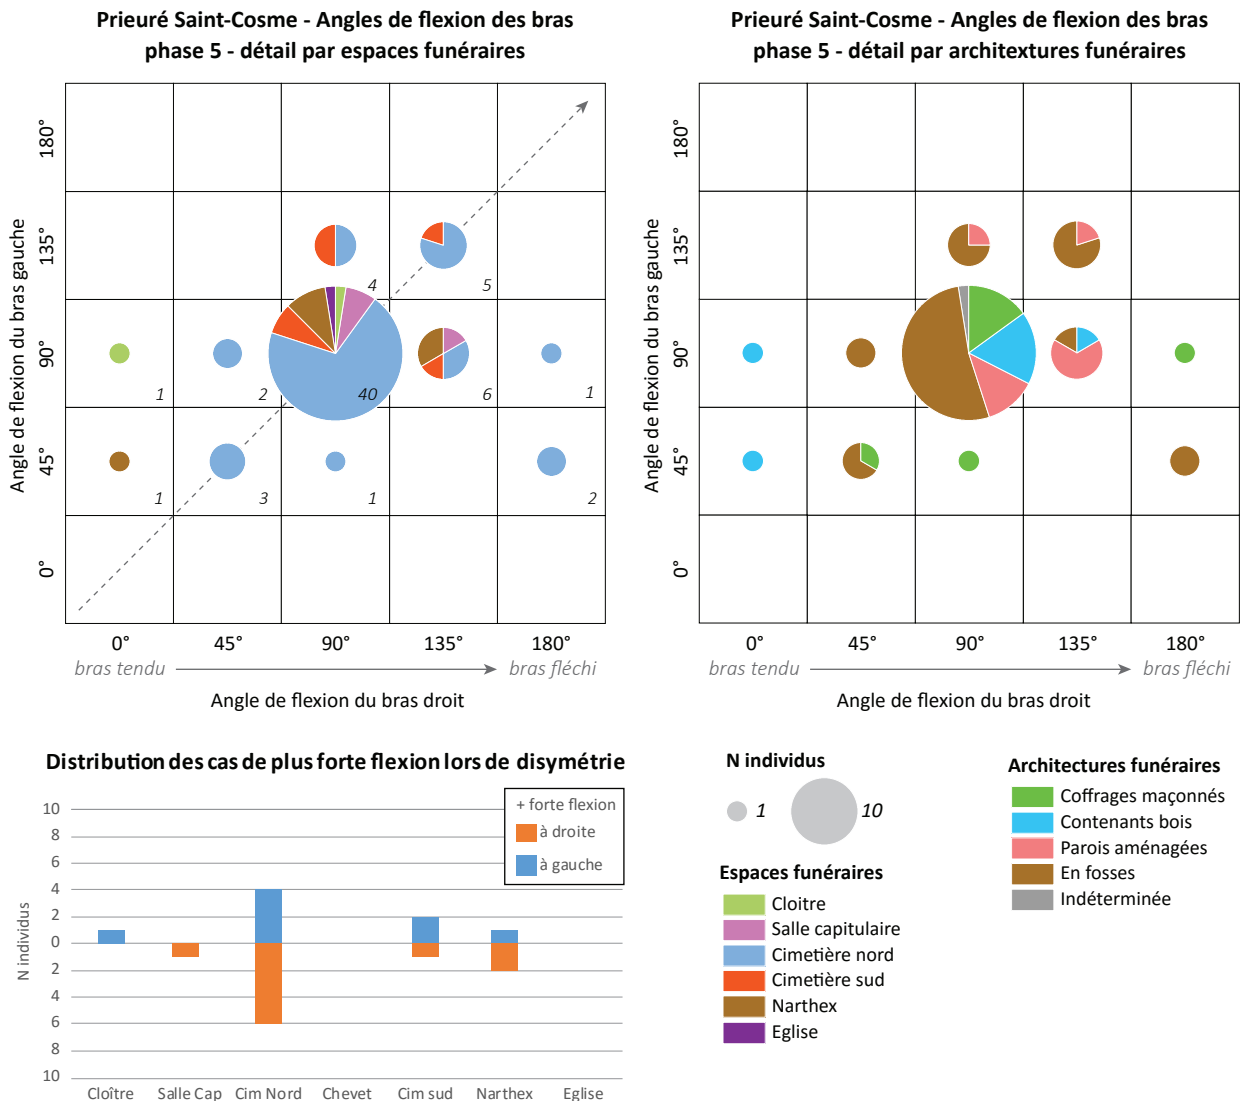 Prieuré Saint-Cosme - Angles de flexion des bras
phase 5 - détail par espaces funéraires
Angle de flexion du bras gauche
180°
135°
90°
45°
0°
4
5
1
2
40
6
1
1
3
1
2
0°
45°
90°
135°
180°
bras tendu
bras fléchi
Angle de flexion du bras droit
Prieuré Saint-Cosme - Angles de flexion des bras
phase 5 - détail par architextures funéraires
Angle de flexion du bras gauche
180°
135°
90°
45°
0°
0°
45°
90°
135°
180°
bras tendu
bras fléchi
Angle de flexion du bras droit
Distribution des cas de plus forte flexion lors de disymétrie
N individus
10
8
6
4
2
0
2
4
6
8
10
+ forte flexion
à droite
à gauche
Cloître
Salle Cap
Cim Nord
Chevet
Cim sud
Narthex
Eglise
N individus
1
10
Espaces funéraires
Cloitre
Salle capitulaire
Cimetière nord
Cimetière sud
Narthex
Eglise
Architectures funéraires
Coffrages maçonnés
Contenants bois
Parois aménagées
En fosses
Indéterminée